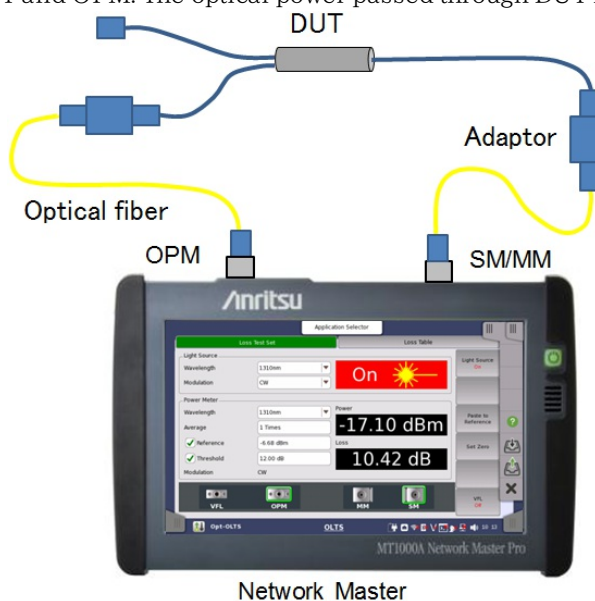 DUT
Adaptor
Optical fiber
OPM
SM/MM
Anritsu
Application Selector
Loss Test Set
Loss Table
Light Source
Wavelength
1310nm
Modulation
CW
On
Light Source
On
Power Meter
Wavelength
1310nm
Power
-17.10 dBm
Average
1 Times
Reference
-6.68 dBm
Loss
10.42 dB
Threshold
12.00 dB
Modulation
CW
Paste to
Reference
Set Zero
VFL
Off
VFL
OPM
MM
SM
Opt-OLTS
OLTS
MT1000A Network Master Pro
Network Master